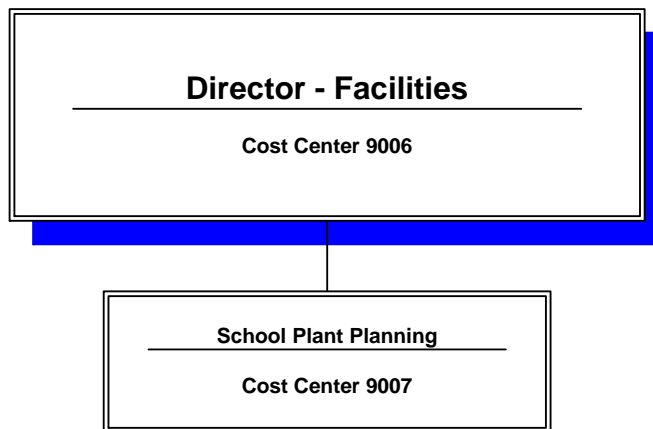 Director - Facilities
Cost Center 9006
School Plant Planning
Cost Center 9007